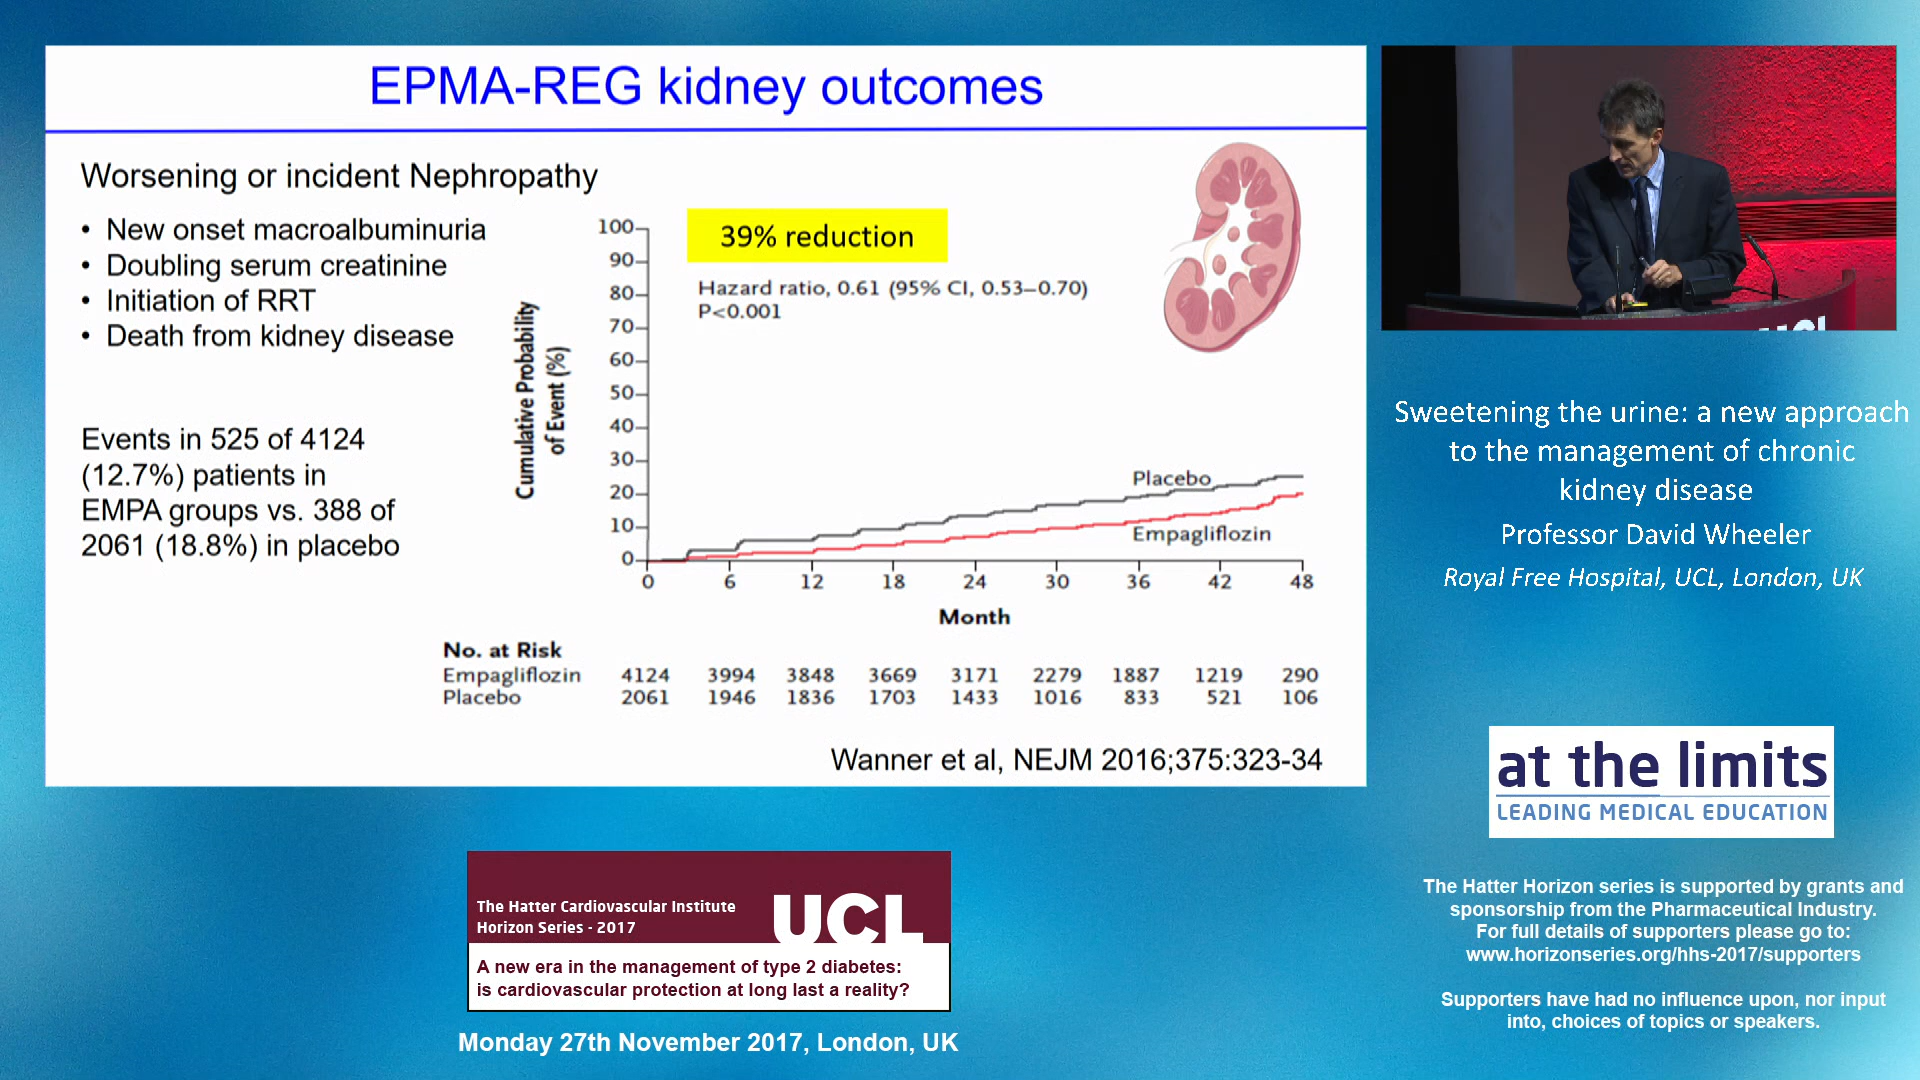 EPMA-REG kidney outcomes
Worsening or incident Nephropathy
• New onset macroalbuminuria
• Doubling serum creatinine
• Initiation of RRT
• Death from kidney disease
Events in 525 of 4124
(12.7%) patients in
EMPA groups vs. 388 of
2061 (18.8%) in placebo
39% reduction
Hazard ratio, 0.61 (95% CI, 0.53–0.70)
P<0.001
Cumulative Probability
of Event (%)
100
90
80
70
60
50
40
30
20
10
0
Placebo
Empagliflozin
0 6 12 18 24 30 36 42 48
Month
No. at Risk
Empagliflozin 4124 3994 3848 3669 3171 2279 1887 1219 290
Placebo 2061 1946 1836 1703 1433 1016 833 521 106
Wanner et al, NEJM 2016;375:323-34
UCL
Sweetening the urine: a new approach
to the management of chronic
kidney disease
Professor David Wheeler
Royal Free Hospital, UCL, London, UK
at the limits
LEADING MEDICAL EDUCATION
The Hatter Horizon series is supported by grants and
sponsorship from the Pharmaceutical Industry.
For full details of supporters please go to:
www.horizonseries.org/hhs-2017/supporters
Supporters have had no influence upon, nor input
into, choices of topics or speakers.
The Hatter Cardiovascular Institute
Horizon Series - 2017
UCL
A new era in the management of type 2 diabetes:
is cardiovascular protection at long last a reality?
Monday 27th November 2017, London, UK